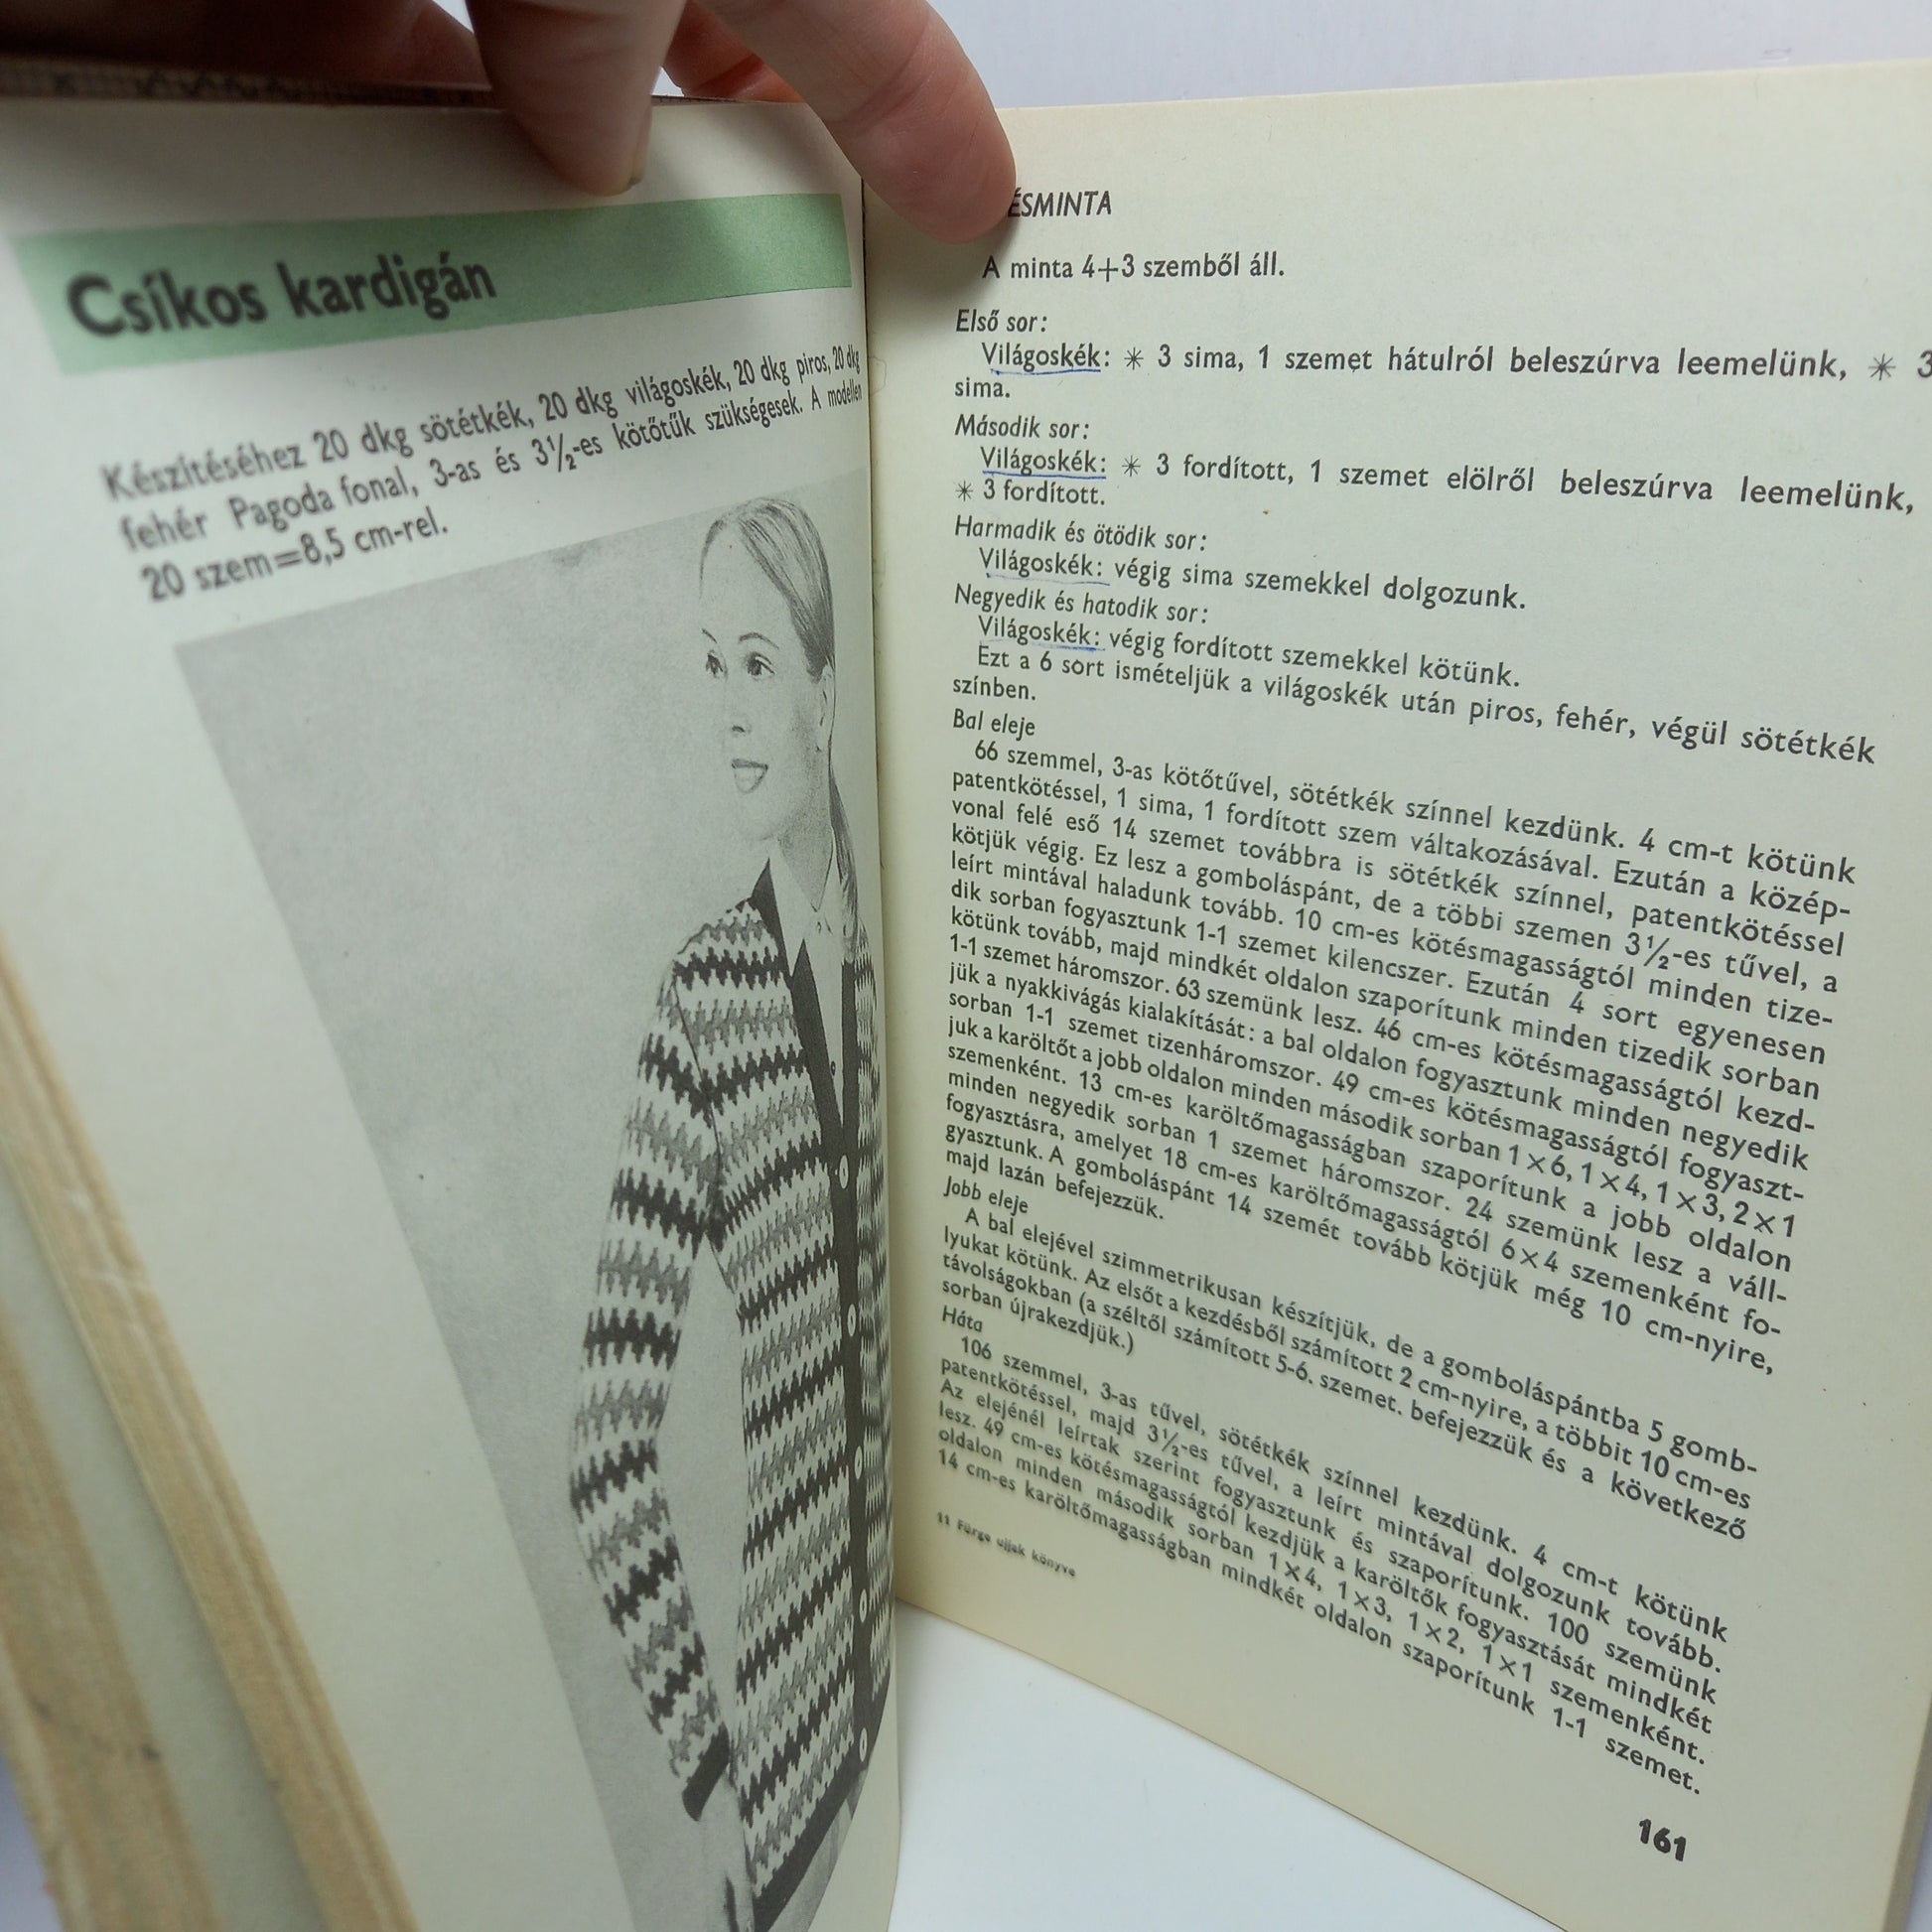 Csíkos kardigán
Készítéséhez 20 dkg sötétkék, 20 dkg világoskék, 20 dkg piros, 20 dkg
fehér Pagoda fonal, 3-as és 3½-es kötőtűk szükségesek. A modellen
20 szem=8,5 cm-rel.
ÉSMINTA
A minta 4+3 szemből áll.
Első sor:
Világoskék: ✳ 3 sima, 1 szemet hátulról beleszúrva leemelünk, ✳ 3
sima.
Második sor:
Világoskék: ✳ 3 fordított, 1 szemet elölről beleszúrva leemelünk,
✳ 3 fordított.
Harmadik és ötödik sor:
Világoskék: végig sima szemekkel dolgozunk.
Negyedik és hatodik sor:
Világoskék: végig fordított szemekkel kötünk.
Ezt a 6 sort ismételjük a világoskék után piros, fehér, végül sötétkék
színben.
Bal eleje
66 szemmel, 3-as kötőtűvel, sötétkék színnel kezdünk. 4 cm-t kötünk
patentkötéssel, 1 sima, 1 fordított szem váltakozásával. Ezután a közép-
vonal felé eső 14 szemet továbbra is sötétkék színnel, patentkötéssel
kötjük végig. Ez lesz a gomboláspánt, de a többi szemen 3½-es tűvel, a
leírt mintával haladunk tovább. 10 cm-es kötésmagasságtól minden tize-
dik sorban fogyasztunk 1-1 szemet kilencszer. Ezután 4 sort egyenesen
kötünk tovább, majd mindkét oldalon szaporítunk minden tizedik sorban
1-1 szemet háromszor. 63 szemünk lesz. 46 cm-es kötésmagasságtól kezd-
jük a nyakkivágás kialakítását: a bal oldalon fogyasztunk minden negyedik
sorban 1-1 szemet tizenháromszor. 49 cm-es kötésmagasságtól fogyaszt-
juk a karöltőt a jobb oldalon minden második sorban 1×6, 1×4, 1×3, 2×1
szemenként. 13 cm-es karöltőmagasságban szaporítunk a jobb oldalon
minden negyedik sorban 1 szemet háromszor. 24 szemünk lesz a váll-
fogyasztásra, amelyet 18 cm-es karöltőmagasságtól 6×4 szemenként fo-
gyasztunk. A gomboláspánt 14 szemét tovább kötjük még 10 cm-nyire,
majd lazán befejezzük.
Jobb eleje
A bal elejével szimmetrikusan készítjük, de a gomboláspántba 5 gomb-
lyukat kötünk. Az elsőt a kezdésből számított 2 cm-nyire, a többit 10 cm-es
távolságokban (a széltől számított 5-6. szemet. befejezzük és a következő
sorban újrakezdjük.)
Háta
106 szemmel, 3-as tűvel, sötétkék színnel kezdünk. 4 cm-t kötünk
patentkötéssel, majd 3½-es tűvel, a leírt mintával dolgozunk tovább.
Az elejénél leírtak szerint fogyasztunk és szaporítunk. 100 szemünk
lesz. 49 cm-es kötésmagasságtól kezdjük a karöltők fogyasztását mindkét
oldalon minden második sorban 1×4, 1×3, 1×2, 1×1 szemenként.
14 cm-es karöltőmagasságban mindkét oldalon szaporítunk 1-1 szemet.
11 Fürge ujjak könyve
161